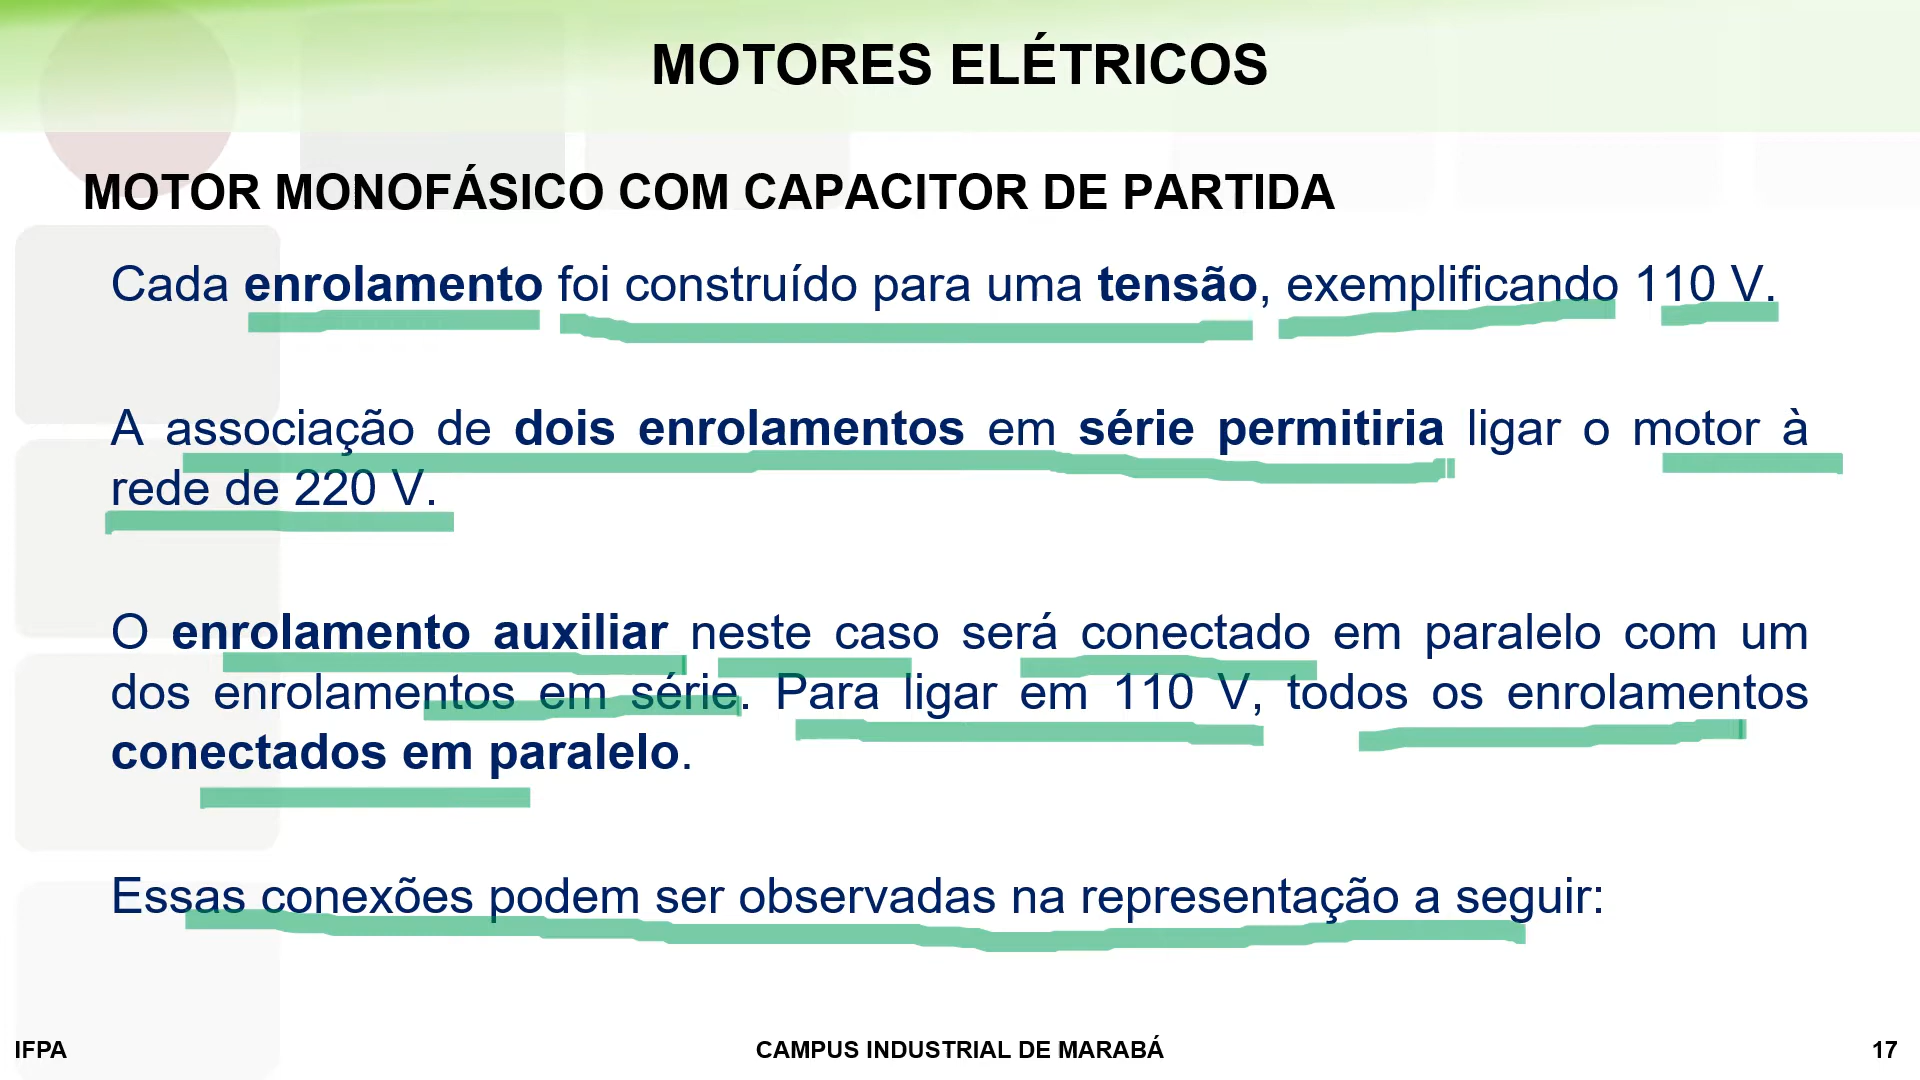 MOTORES ELÉTRICOS
MOTOR MONOFÁSICO COM CAPACITOR DE PARTIDA
Cada enrolamento foi construído para uma tensão, exemplificando 110 V.
A associação de dois enrolamentos em série permitiria ligar o motor à
rede de 220 V.
O enrolamento auxiliar neste caso será conectado em paralelo com um
dos enrolamentos em série. Para ligar em 110 V, todos os enrolamentos
conectados em paralelo.
Essas conexões podem ser observadas na representação a seguir:
IFPA
CAMPUS INDUSTRIAL DE MARABÁ
17